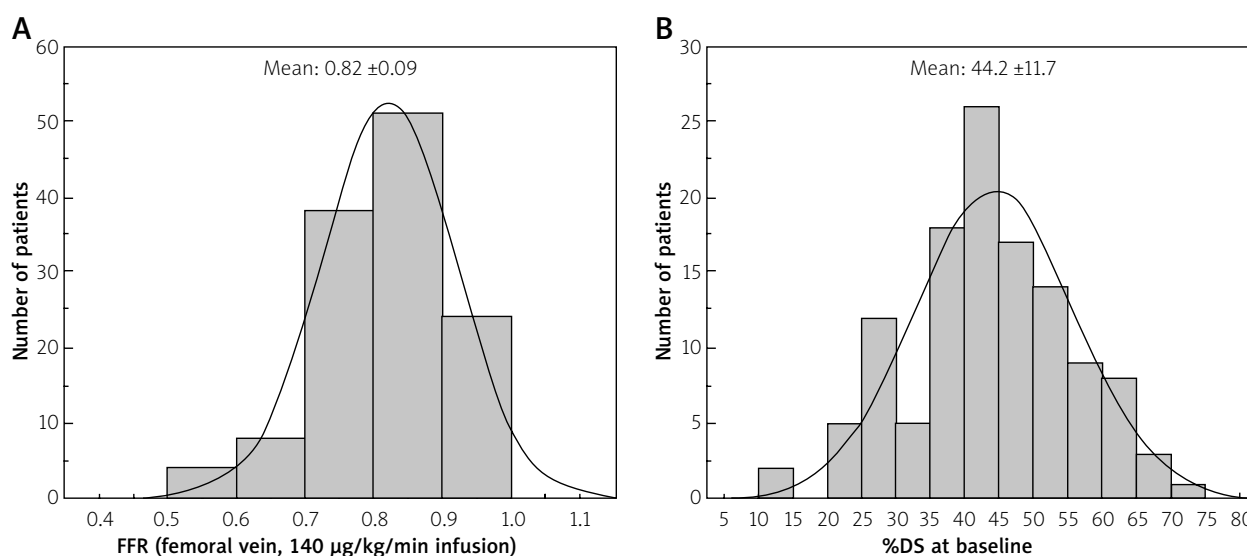 A
60
50
40
30
20
10
0
Number of patients
Mean: 0.82 ±0.09
0.4 0.5 0.6 0.7 0.8 0.9 1.0 1.1
FFR (femoral vein, 140 μg/kg/min infusion)
B
30
25
20
15
10
5
0
Number of patients
Mean: 44.2 ±11.7
5 10 15 20 25 30 35 40 45 50 55 60 65 70 75 80
%DS at baseline